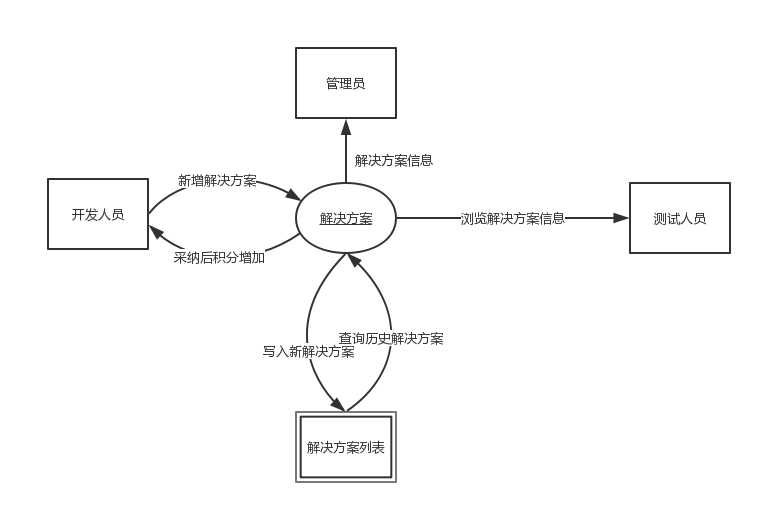 管理员
解决方案信息
新增解决方案
开发人员
解决方案
浏览解决方案信息
测试人员
采纳后积分增加
查询历史解决方案
写入新解决方案
解决方案列表